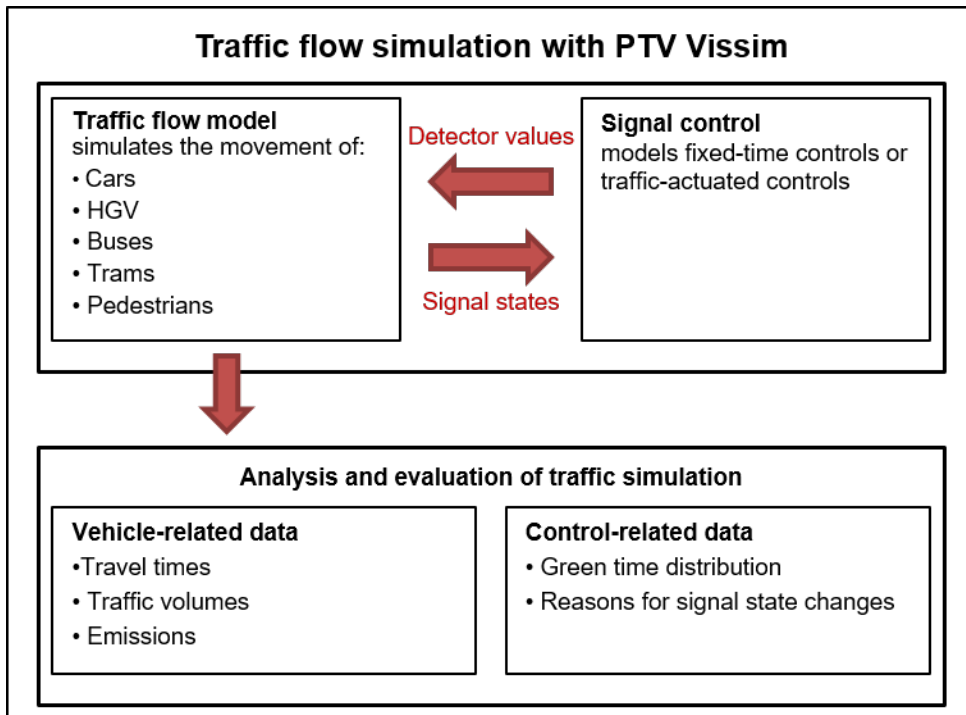 Traffic flow simulation with PTV Vissim
Traffic flow model
simulates the movement of:
• Cars
• HGV
• Buses
• Trams
• Pedestrians
Detector values
Signal states
Signal control
models fixed-time controls or
traffic-actuated controls
Analysis and evaluation of traffic simulation
Vehicle-related data
•Travel times
• Traffic volumes
• Emissions
Control-related data
• Green time distribution
• Reasons for signal state changes